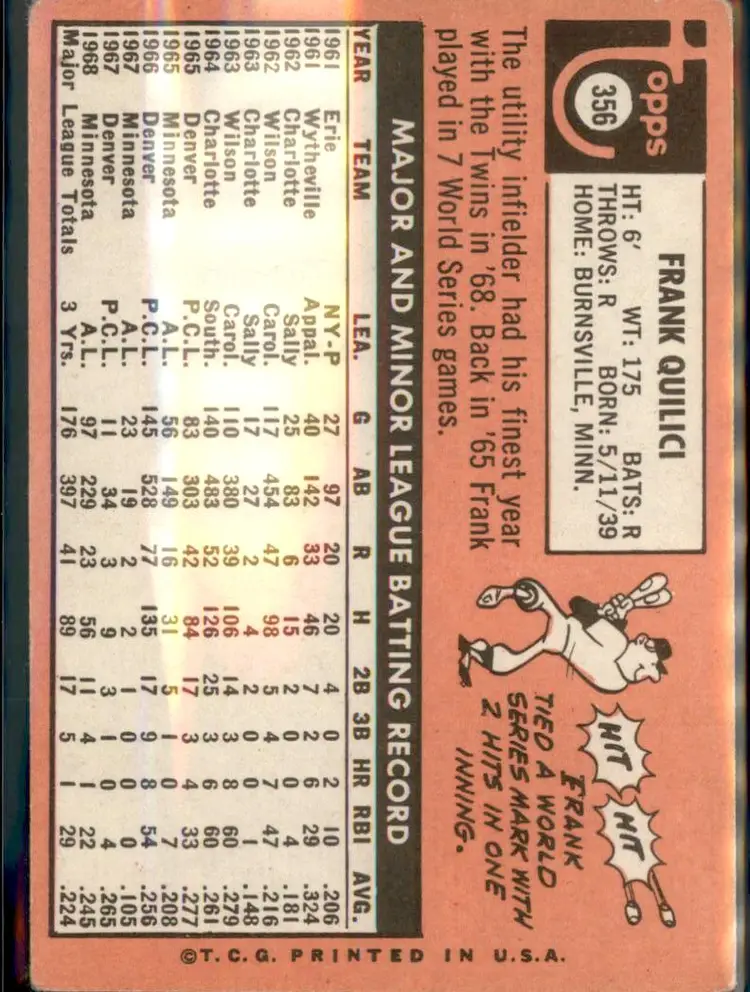 Topps
356
FRANK QUILICI
HT: 6' WT: 175 BATS: R
THROWS: R BORN: 5/11/39
HOME: BURNSVILLE, MINN.
The utility infielder had his finest year
with the Twins in '68. Back in '65 Frank
played in 7 World Series games.
HIT
HIT
FRANK
TIED A WORLD
SERIES MARK WITH
2 HITS IN ONE
INNING.
MAJOR AND MINOR LEAGUE BATTING RECORD
YEAR TEAM LEA. G AB R H 2B 3B HR RBI AVG.
1961 Erie NY-P 27 97 20 20 4 0 2 10 .206
1961 Wytheville Appal. 40 142 33 46 7 2 6 29 .324
1962 Charlotte Sally 25 83 6 15 2 0 0 4 .181
1962 Wilson Carol. 117 454 47 98 5 4 7 47 .216
1963 Charlotte Sally 17 27 2 4 2 0 0 1 .148
1963 Wilson Carol. 110 380 39 106 14 3 8 60 .279
1964 Charlotte South. 140 483 52 126 25 3 6 60 .261
1965 Denver P.C.L. 83 303 42 84 17 3 4 33 .277
1965 Minnesota A.L. 56 149 16 31 5 1 0 7 .208
1966 Denver P.C.L. 145 528 77 135 17 9 8 54 .256
1967 Minnesota A.L. 23 19 2 2 1 0 0 0 .105
1967 Denver P.C.L. 11 34 3 9 3 1 0 4 .265
1968 Minnesota A.L. 97 229 23 56 11 4 1 22 .245
Major League Totals 3 Yrs. 176 397 41 89 17 5 1 29 .224
©T.C.G. PRINTED IN U.S.A.